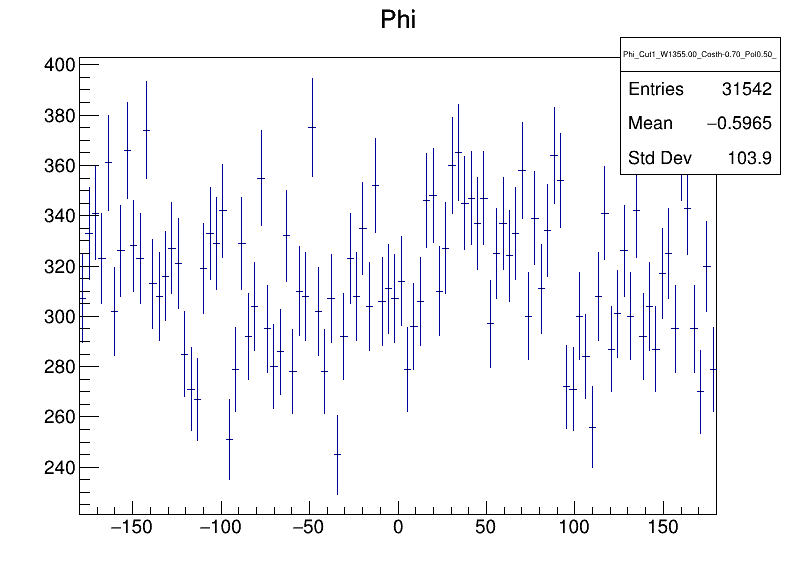 Phi
Phi_Cut1_W1355.00_Costh-0.70_Pol0.50_
Entries 31542
Mean −0.5965
Std Dev 103.9
400
380
360
340
320
300
280
260
240
−150 −100 −50 0 50 100 150